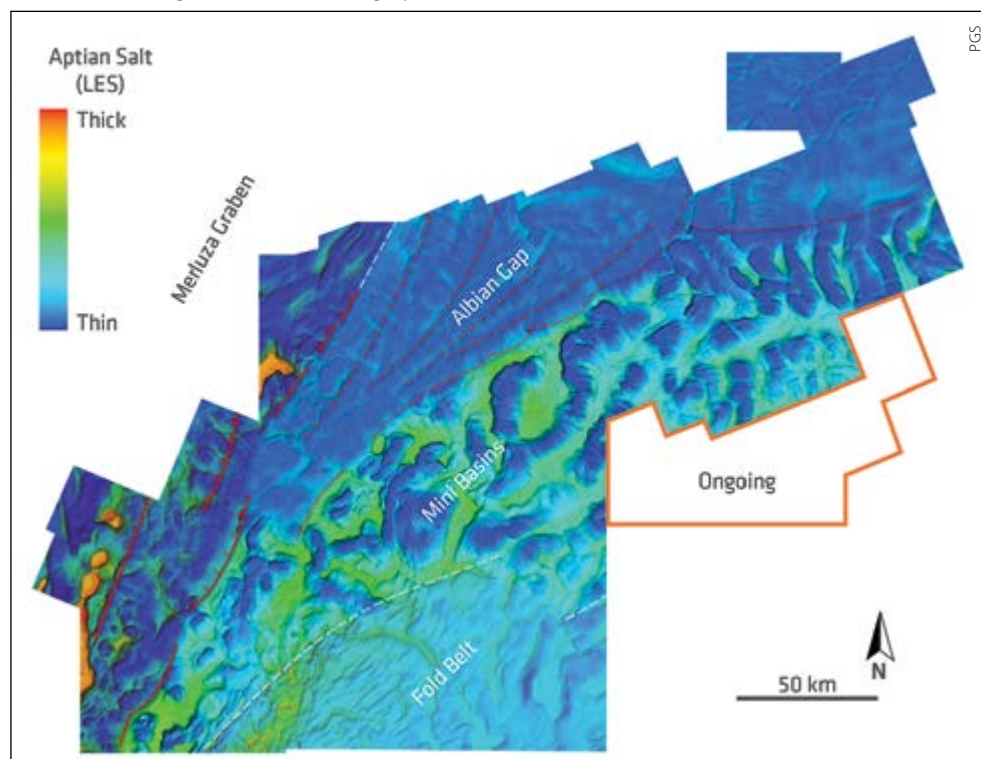 PGS
Aptian Salt
(LES)
Thick
Thin
Merluza Graben
Albian Gap
Mini Basins
Fold Belt
Ongoing
N
50 km